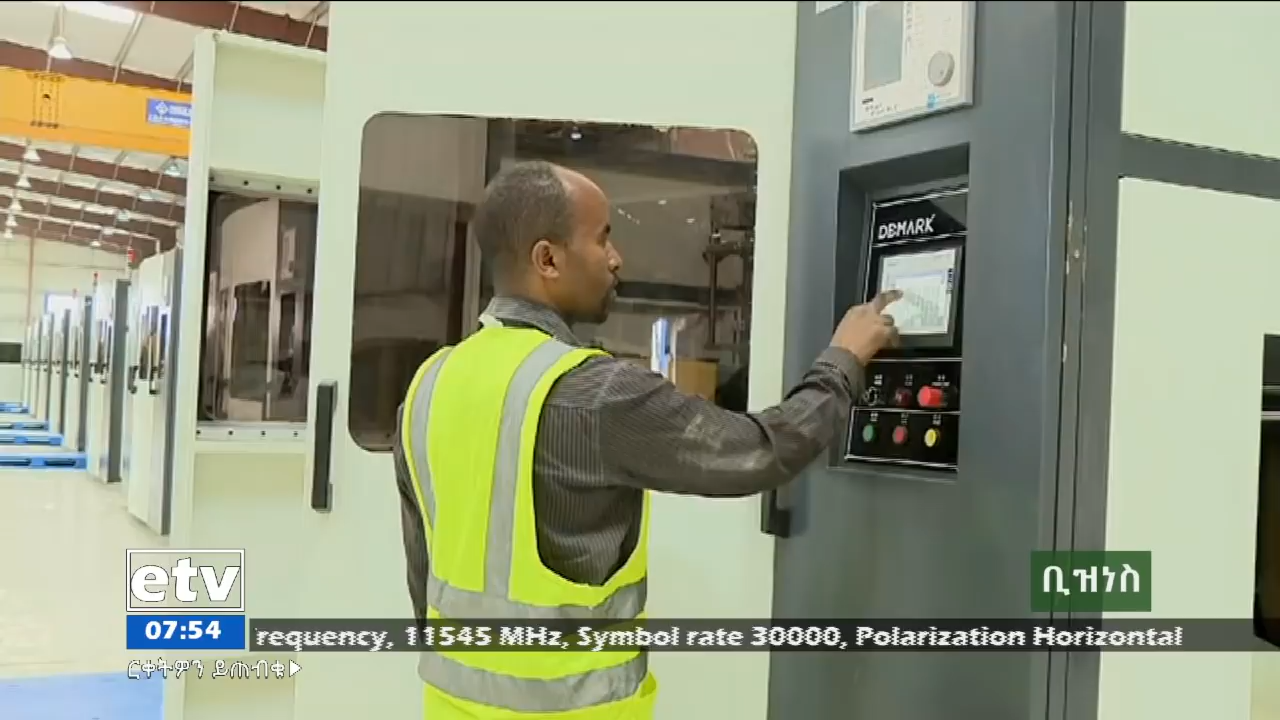 DBMARK
etv
ቢዝነስ
07:54
requency, 11545 MHz, Symbol rate 30000, Polarization Horizontal
ርቀትዎን ይጠብቁ